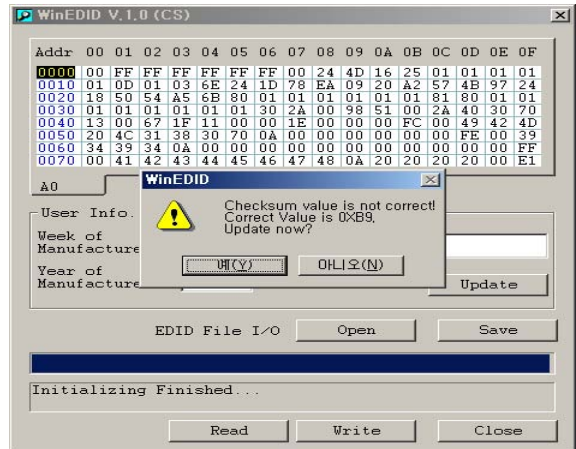 WinEDID V,1,0 (CS)
Addr 00 01 02 03 04 05 06 07 08 09 0A 0B 0C 0D 0E 0F
0000 00 FF FF FF FF FF FF 00 24 4D 16 25 01 01 01 01
0010 01 0D 01 03 6E 24 1D 78 EA 09 20 A2 57 4B 97 24
0020 18 50 54 A5 6B 80 01 01 01 01 01 01 81 80 01 01
0030 01 01 01 01 01 01 30 2A 00 98 51 00 2A 40 30 70
0040 13 00 67 1F 11 00 00 1E 00 00 00 FC 00 49 42 4D
0050 20 4C 31 38 30 70 0A 00 00 00 00 00 00 FE 00 39
0060 34 39 34 0A 00 00 00 00 00 00 00 00 00 00 00 FF
0070 00 41 42 43 44 45 46 47 48 0A 20 20 20 20 00 E1
A0
WinEDID
Checksum value is not correct!
Correct Value is 0XB9,
Update now?
예(Y) 아니오(N)
User Info.
Week of
Manufacture
Year of
Manufacture
Update
EDID File I/O Open Save
Initializing Finished...
Read Write Close